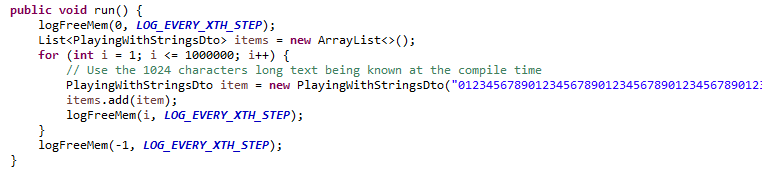 public void run() {
    logFreeMem(0, LOG_EVERY_XTH_STEP);
    List<PlayingWithStringsDto> items = new ArrayList<>();
    for (int i = 1; i <= 1000000; i++) {
        // Use the 1024 characters long text being known at the compile time
        PlayingWithStringsDto item = new PlayingWithStringsDto("0123456789012345678901234567890123456789012
        items.add(item);
        logFreeMem(i, LOG_EVERY_XTH_STEP);
    }
    logFreeMem(-1, LOG_EVERY_XTH_STEP);
}